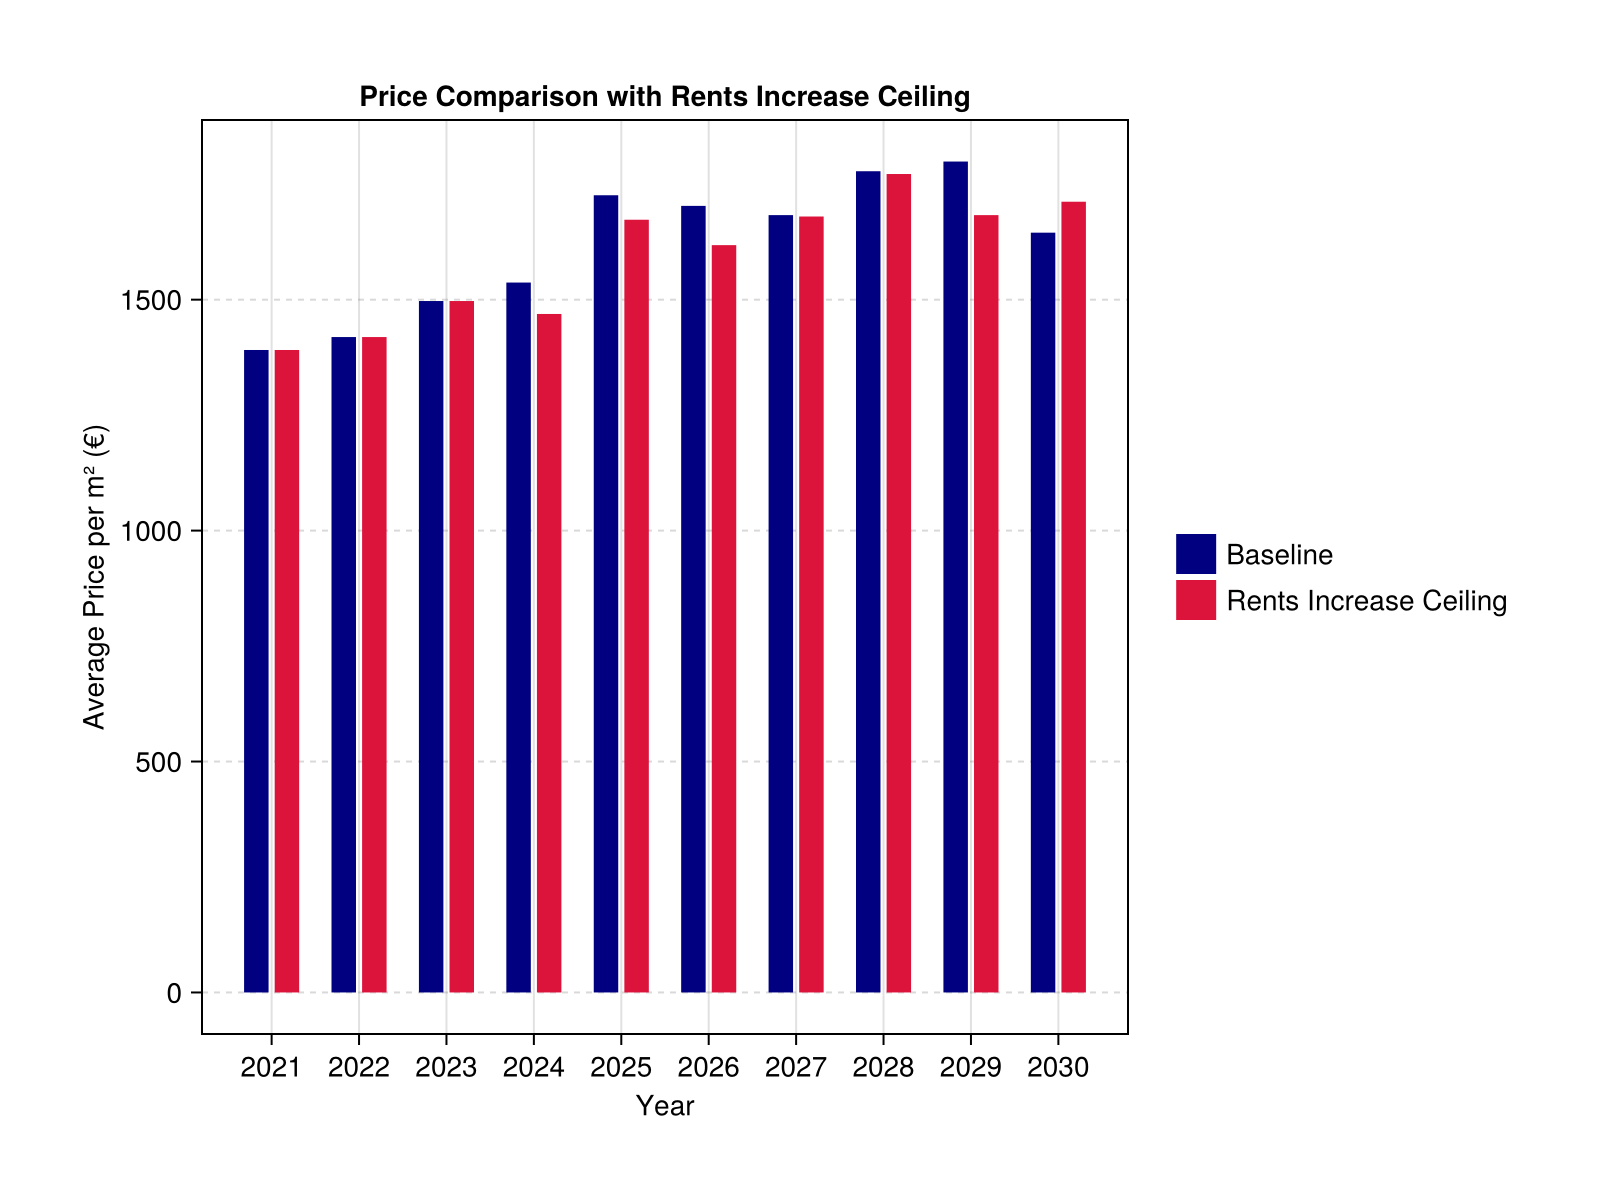 Price Comparison with Rents Increase Ceiling
Average Price per m² (€)
1500
1000
500
0
2021 2022 2023 2024 2025 2026 2027 2028 2029 2030
Year
Baseline
Rents Increase Ceiling